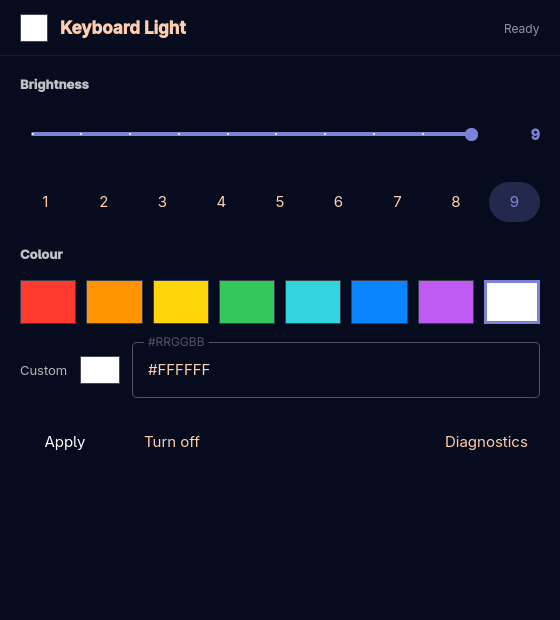 Keyboard Light
Ready
Brightness
9
1 2 3 4 5 6 7 8 9
Colour
#RRGGBB
Custom #FFFFFF
Apply Turn off Diagnostics